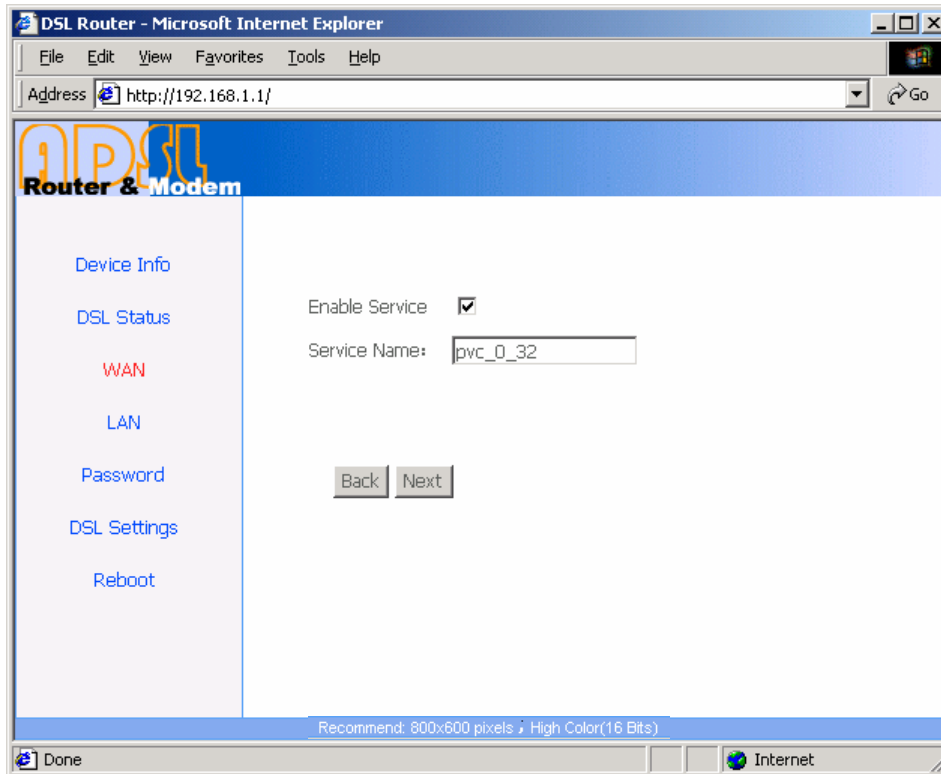 DSL Router - Microsoft Internet Explorer
File Edit View Favorites Tools Help
Address http://192.168.1.1/ Go
ADSL
Router & Modem
Device Info
DSL Status
WAN
LAN
Password
DSL Settings
Reboot
Enable Service
Service Name:
pvc_0_32
Back Next
Recommend: 800x600 pixels ; High Color(16 Bits)
Done Internet